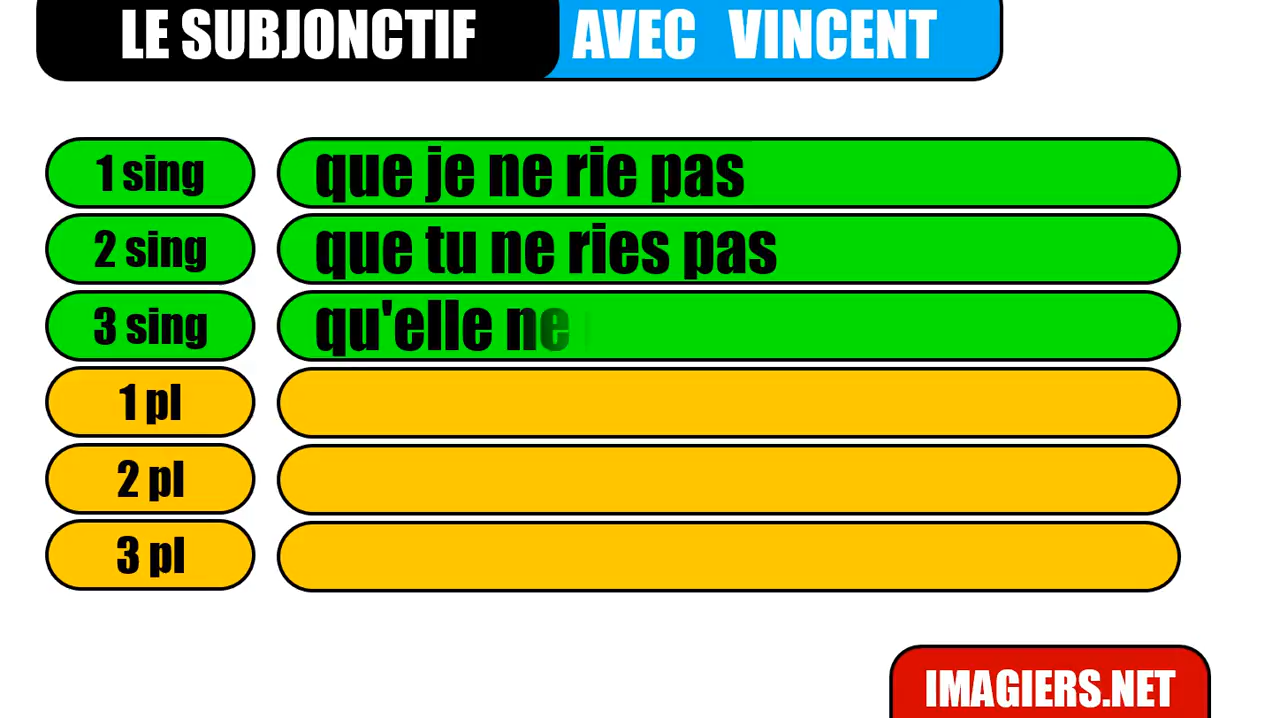 LE SUBJONCTIF AVEC VINCENT
1 sing que je ne rie pas
2 sing que tu ne ries pas
3 sing qu'elle ne
1 pl
2 pl
3 pl
IMAGIERS.NET